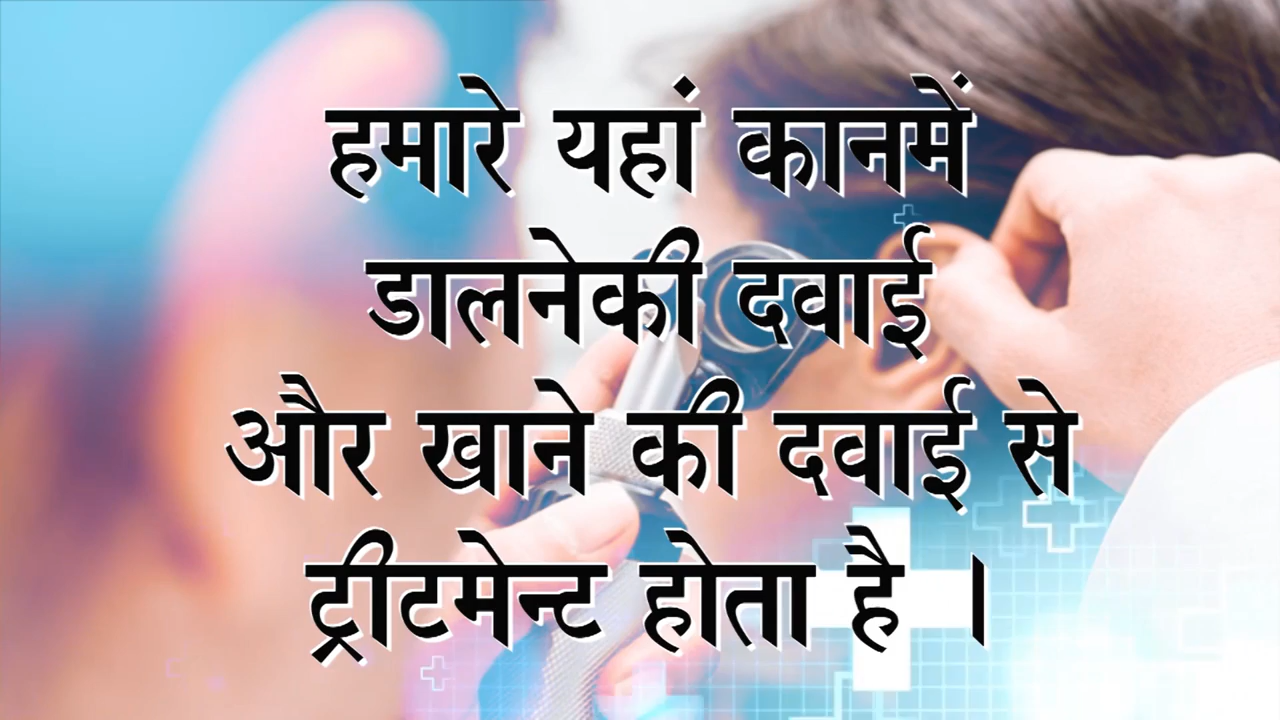 हमारे यहां कानमें
डालनेकी दवाई
और खाने की दवाई से
ट्रीटमेन्ट होता है ।